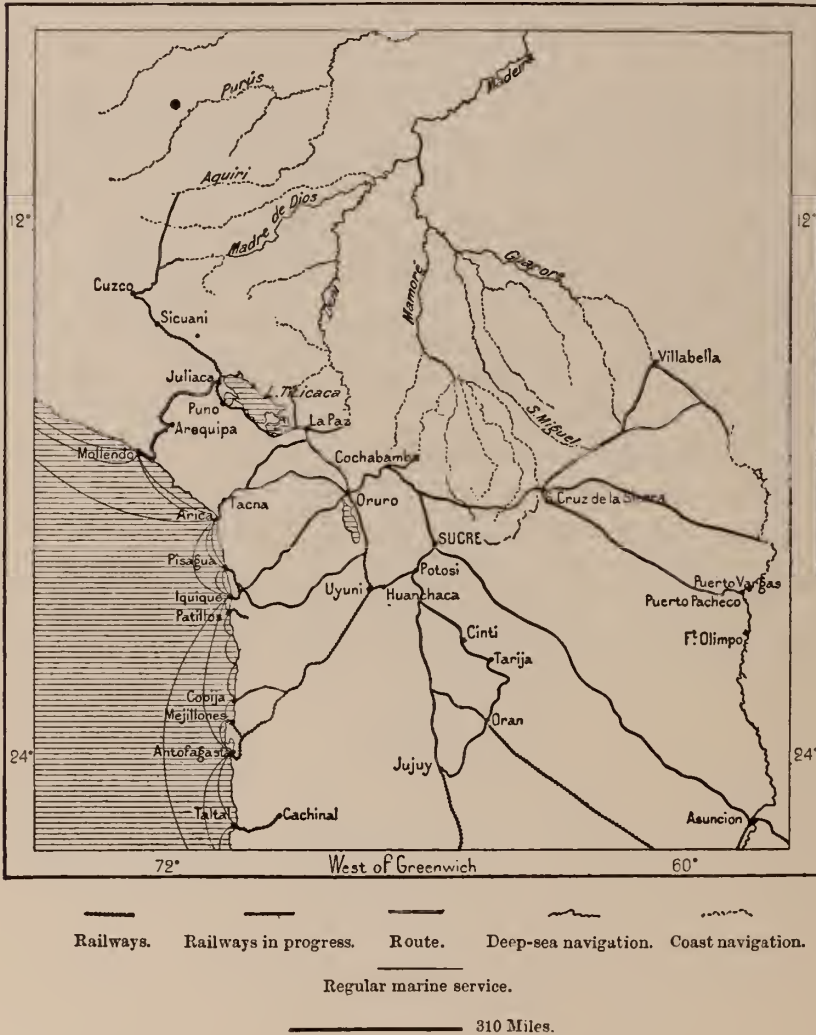 Madeira
Purús
Aquiri
12° 12°
Madre de Dios
Mamoré
Cuzco
Sicuani
Villabella
Juliaca
L. Titicaca
Puno
Arequipa
La Paz
S. Miguel
Mollendo
Cochabamba
Tacna
Oruro
Arica
SUCRE
Pisagua
Potosi
Iquique
Uyuni
Huanchaca
Puerto Vargas
Puerto Pacheco
Patillo
Cinti
Ft. Olimpo
Tarija
Cobija
Mejillones
Oran
Antofagasta
24° 24°
Jujuy
Taltal
Cachinal
Asuncion
72° West of Greenwich 60°
Railways. Railways in progress. Route. Deep-sea navigation. Coast navigation.
Regular marine service.
310 Miles.